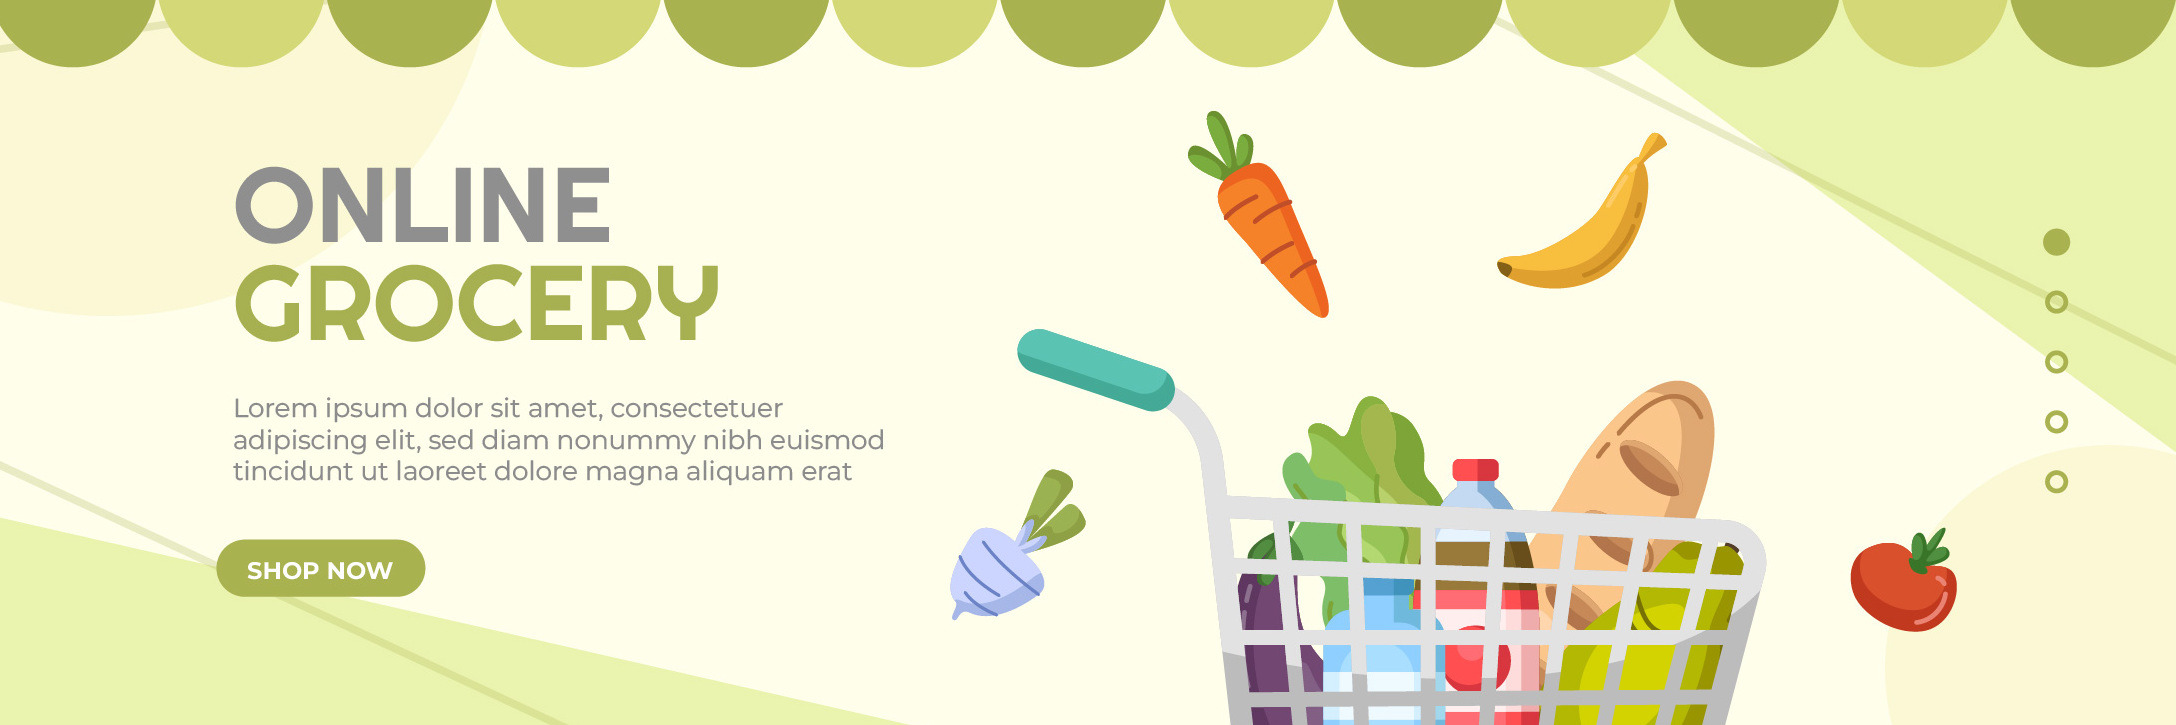 ONLINE
GROCERY
Lorem ipsum dolor sit amet, consectetuer
adipiscing elit, sed diam nonummy nibh euismod
tincidunt ut laoreet dolore magna aliquam erat
SHOP NOW